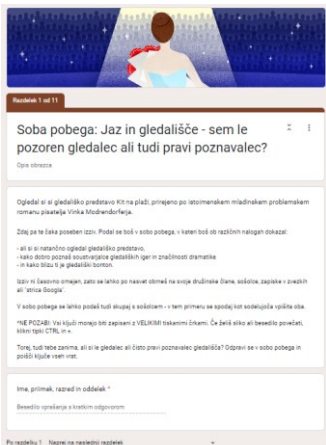 Razdelek 1 od 11
Soba pobega: Jaz in gledališče - sem le
pozoren gledalec ali tudi pravi poznavalec?
Opis obrazca
Ogledal si si gledališko predstavo Kit na plaži, prirejeno po istoimenskem mladinskem problemskem
romanu pisatelja Vinka Möderndorferja.
Zdaj pa te čaka poseben izziv. Podal se boš v sobo pobega, v kateri boš ob različnih nalogah dokazal:
- ali si si natančno ogledal gledališko predstavo,
- kako dobro poznaš soustvarjalce gledaliških iger in značilnosti dramatike
- in kako blizu ti je gledališki bonton.
Izziv ni časovno omejen, zato se lahko po nasvet obrneš na svoje družinske člane, sošolce, zapiske v zvezkih
ali 'strica Googla'.
V sobo pobega se lahko podaš tudi skupaj s sošolcem - v tem primeru se spodaj kot sodelujoča vpišita oba.
*NE POZABI: Vsi ključi morajo biti zapisani z VELIKIMI tiskanimi črkami. Če želiš sliko ali besedilo povečati,
klikni tipki CTRL in +.
Torej, tudi tebe zanima, ali si le gledalec ali čisto pravi poznavalec gledališča? Odpravi se v sobo pobega in
poišči ključe vseh vrat.
Ime, priimek, razred in oddelek *
Besedilo vprašanja s kratkim odgovorom
Po razdelku 1 Naprej na naslednji razdelek